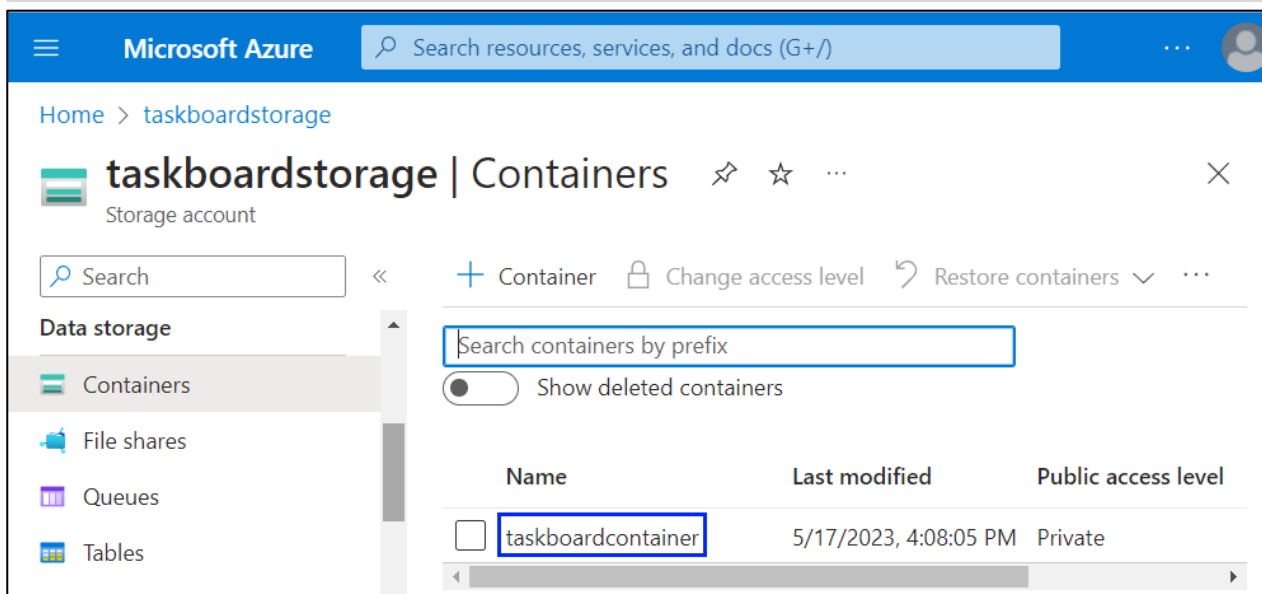 Microsoft Azure
Search resources, services, and docs (G+/)
...
Home > taskboardstorage
taskboardstorage | Containers
...
Storage account
Search
«
+ Container
Change access level
Restore containers
...
Data storage
Containers
File shares
Queues
Tables
Search containers by prefix
Show deleted containers
Name Last modified Public access level
taskboardcontainer 5/17/2023, 4:08:05 PM Private